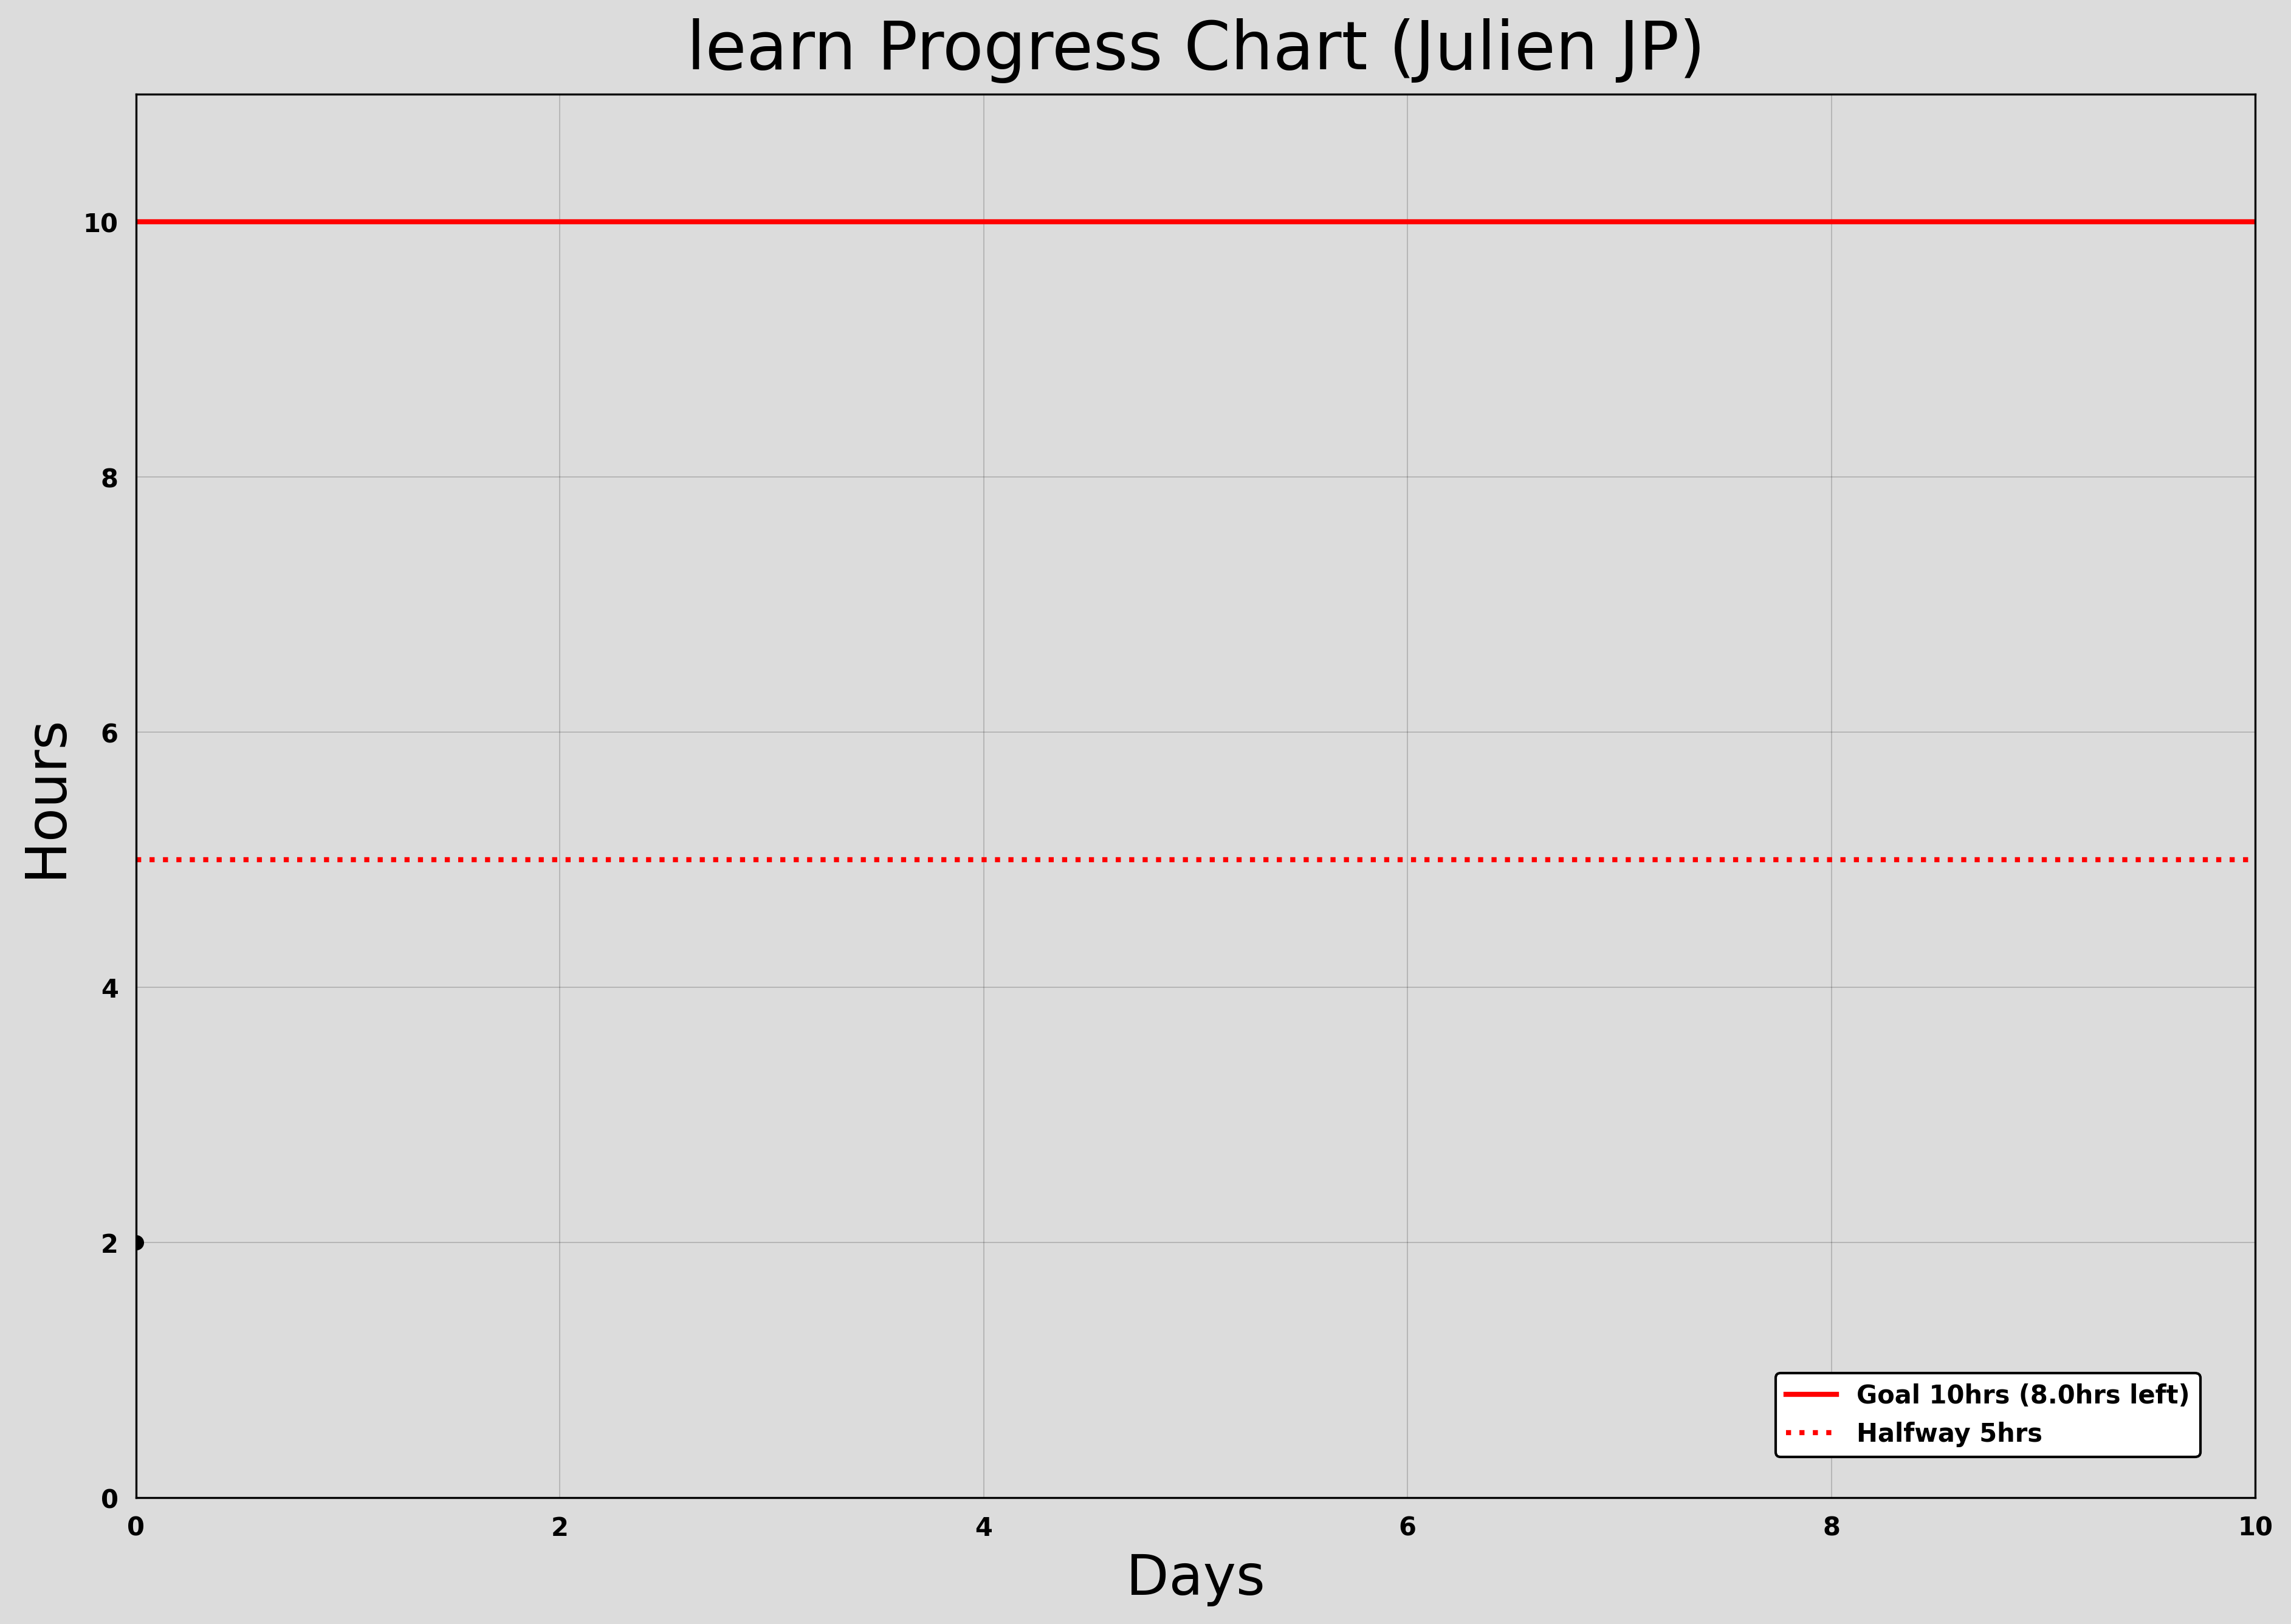 learn Progress Chart (Julien JP)
10
8
6
4
2
0
Hours
Goal 10hrs (8.0hrs left)
Halfway 5hrs
0 2 4 6 8 10
Days